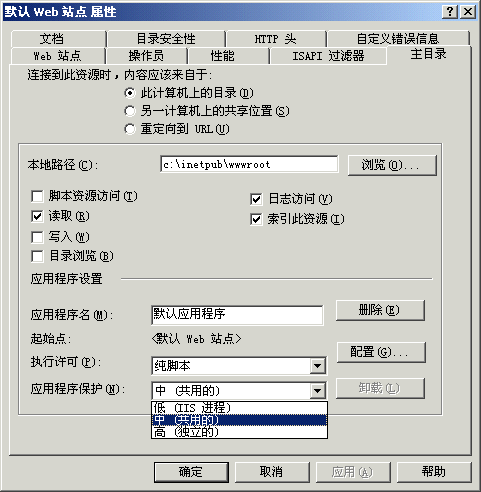 默认 Web 站点 属性
文档 目录安全性 HTTP 头 自定义错误信息
Web 站点 操作员 性能 ISAPI 过滤器 主目录
连接到此资源时，内容应该来自于:
此计算机上的目录(D)
另一计算机上的共享位置(S)
重定向到 URL(U)
本地路径(C): c:\inetpub\wwwroot 浏览(O)...
脚本资源访问(T) 日志访问(V)
读取(R) 索引此资源(I)
写入(W)
目录浏览(B)
应用程序设置
应用程序名(M): 默认应用程序 删除(E)
起始点: <默认 Web 站点>
执行许可(P): 纯脚本 配置(G)...
应用程序保护(N): 中 (共用的) 卸载(L)
低 (IIS 进程)
中 (共用的)
高 (独立的)
确定 取消 应用(A) 帮助